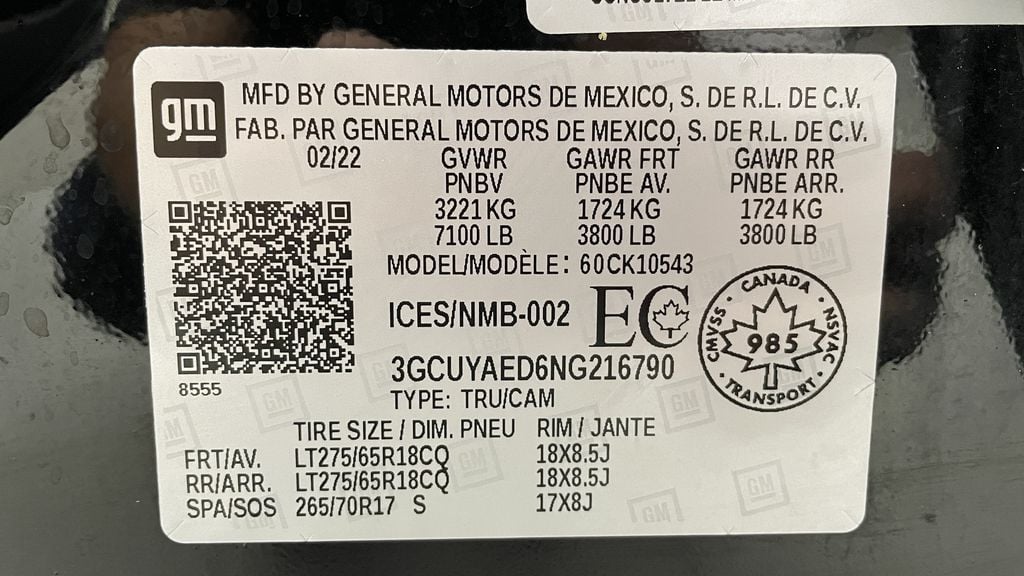 gm
MFD BY GENERAL MOTORS DE MEXICO, S. DE R.L. DE C.V.
FAB. PAR GENERAL MOTORS DE MEXICO, S. DE R.L. DE C.V.
02/22 GVWR GAWR FRT GAWR RR
PNBV PNBE AV. PNBE ARR.
3221 KG 1724 KG 1724 KG
7100 LB 3800 LB 3800 LB
MODEL/MODÈLE: 60CK10543
ICES/NMB-002 EC
CANADA
CMVSS 985 NSVAC
TRANSPORT
3GCUYAED6NG216790
8555
TYPE: TRU/CAM
TIRE SIZE / DIM. PNEU RIM / JANTE
FRT/AV. LT275/65R18CQ 18X8.5J
RR/ARR. LT275/65R18CQ 18X8.5J
SPA/SOS 265/70R17 S 17X8J